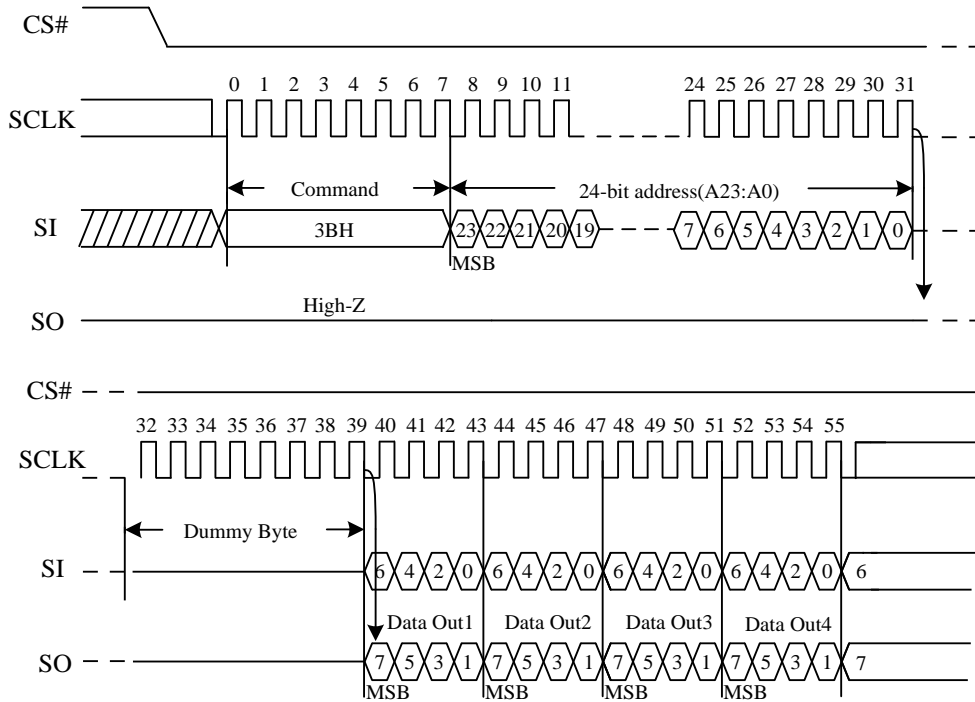 CS#
0 1 2 3 4 5 6 7 8 9 10 11 24 25 26 27 28 29 30 31
SCLK
Command 24-bit address(A23:A0)
SI 3BH 23 22 21 20 19 7 6 5 4 3 2 1 0
MSB
High-Z
SO
CS#
32 33 34 35 36 37 38 39 40 41 42 43 44 45 46 47 48 49 50 51 52 53 54 55
SCLK
Dummy Byte
SI 6 4 2 0 6 4 2 0 6 4 2 0 6 4 2 0 6
Data Out1 Data Out2 Data Out3 Data Out4
SO 7 5 3 1 7 5 3 1 7 5 3 1 7 5 3 1 7
MSB MSB MSB MSB